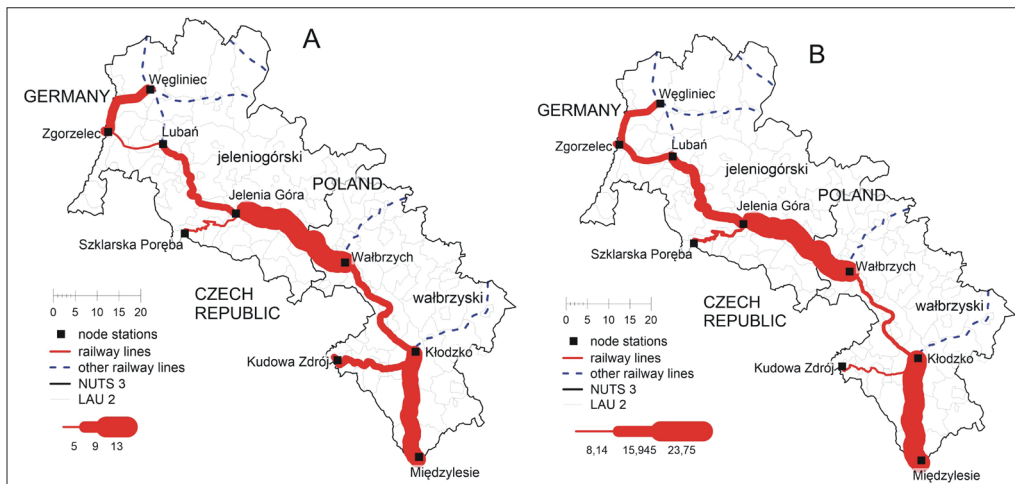 A
Węgliniec
GERMANY
Zgorzelec
Lubań
jeleniogórski
POLAND
Jelenia Góra
Szklarska Poręba
Wałbrzych
CZECH
REPUBLIC
wałbrzyski
Kłodzko
Kudowa Zdrój
Międzylesie
0 5 10 15 20
node stations
railway lines
other railway lines
NUTS 3
LAU 2
5 9 13
B
Węgliniec
GERMANY
Zgorzelec
Lubań
jeleniogórski
POLAND
Jelenia Góra
Szklarska Poręba
Wałbrzych
CZECH
REPUBLIC
wałbrzyski
Kłodzko
Kudowa Zdrój
Międzylesie
0 5 10 15 20
node stations
railway lines
other railway lines
NUTS 3
LAU 2
8,14 15,945 23,75